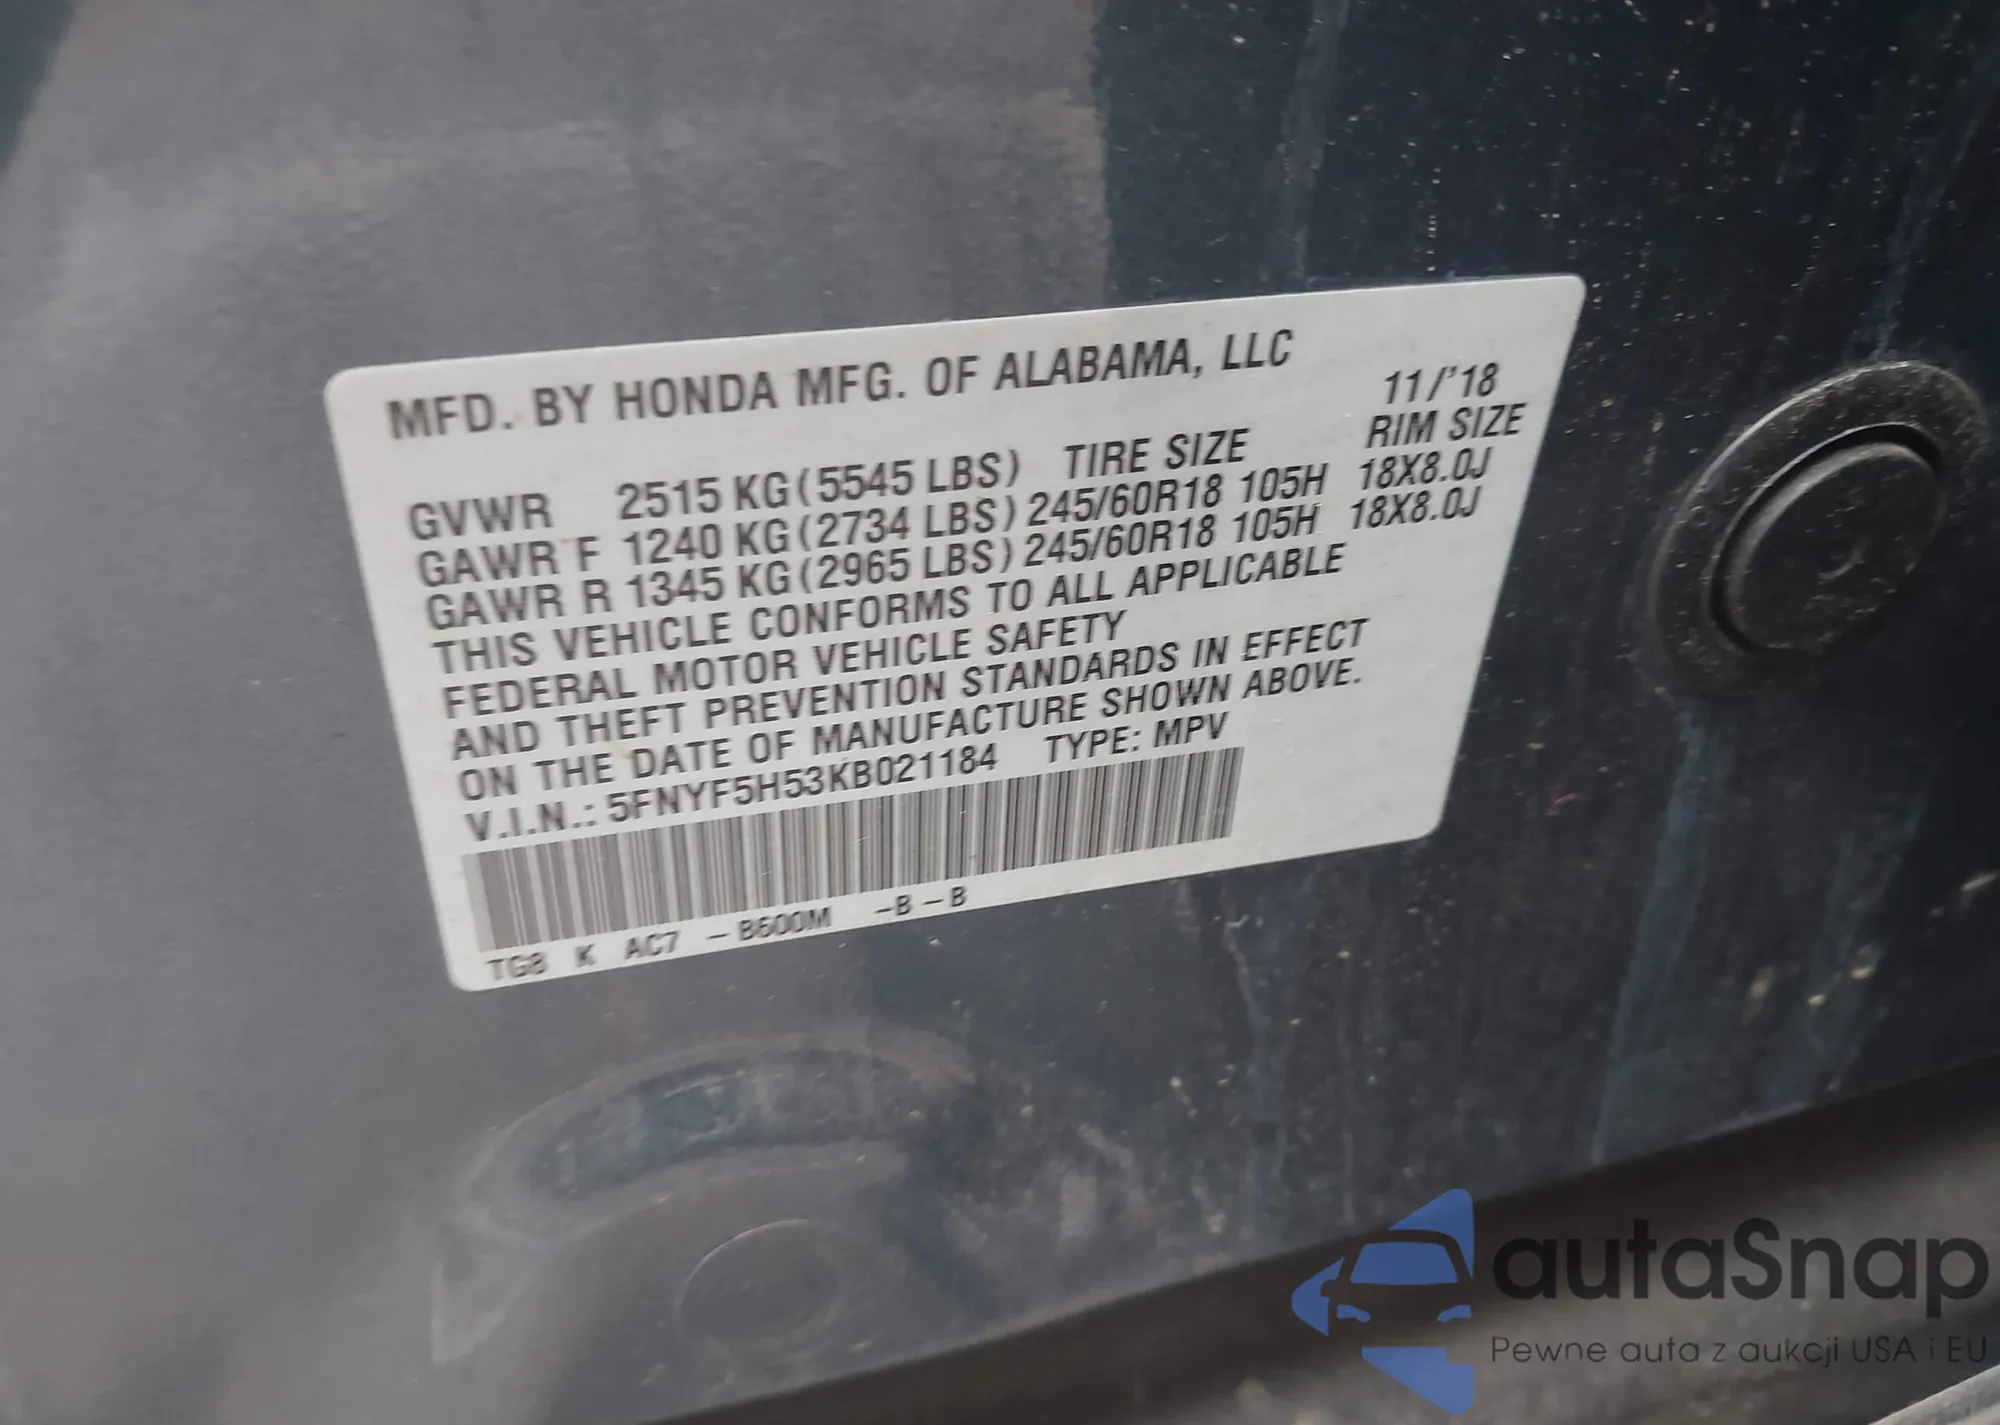 MFD. BY HONDA MFG. OF ALABAMA, LLC
11/'18
GVWR 2515 KG(5545 LBS) TIRE SIZE RIM SIZE
GAWR F 1240 KG(2734 LBS) 245/60R18 105H 18X8.0J
GAWR R 1345 KG(2965 LBS) 245/60R18 105H 18X8.0J
THIS VEHICLE CONFORMS TO ALL APPLICABLE
FEDERAL MOTOR VEHICLE SAFETY
AND THEFT PREVENTION STANDARDS IN EFFECT
ON THE DATE OF MANUFACTURE SHOWN ABOVE.
V.I.N.: 5FNYF5H53KB021184 TYPE: MPV
TG8 K AC7 -B600M -B-B
autaSnap
Pewne auta z aukcji USA i EU